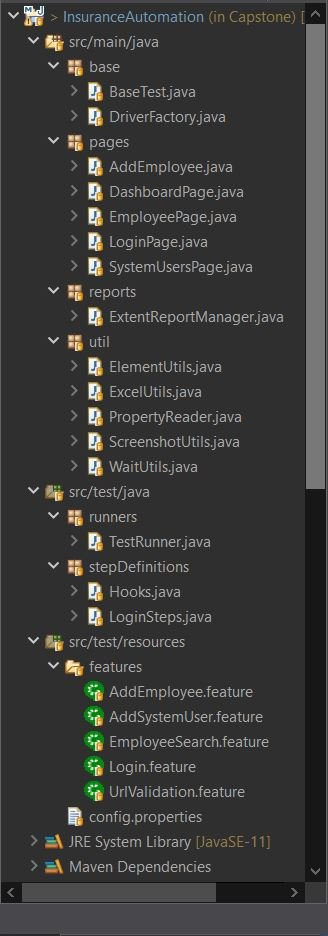 > InsuranceAutomation (in Capstone) [
src/main/java
base
BaseTest.java
DriverFactory.java
pages
AddEmployee.java
DashboardPage.java
EmployeePage.java
LoginPage.java
SystemUsersPage.java
reports
ExtentReportManager.java
util
ElementUtils.java
ExcelUtils.java
PropertyReader.java
ScreenshotUtils.java
WaitUtils.java
src/test/java
runners
TestRunner.java
stepDefinitions
Hooks.java
LoginSteps.java
src/test/resources
features
AddEmployee.feature
AddSystemUser.feature
EmployeeSearch.feature
Login.feature
UrlValidation.feature
config.properties
JRE System Library [JavaSE-11]
Maven Dependencies